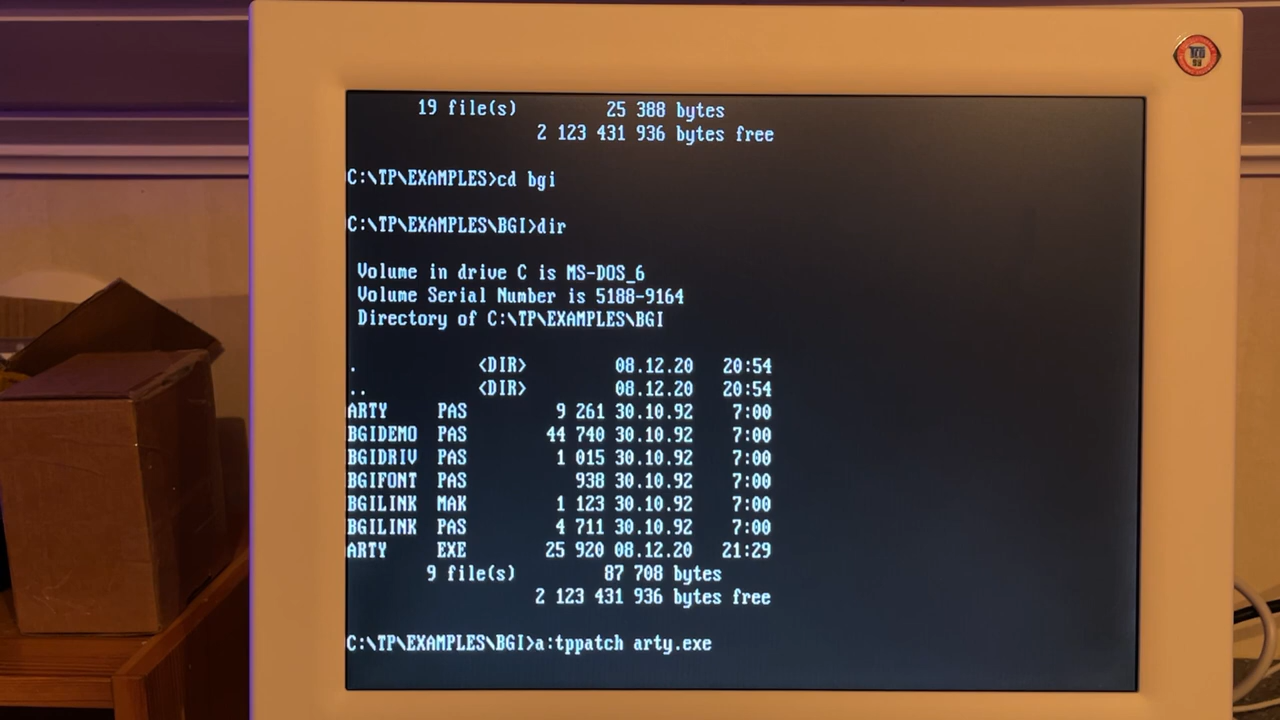 19 file(s) 25 388 bytes
2 123 431 936 bytes free
C:\TP\EXAMPLES>cd bgi
C:\TP\EXAMPLES\BGI>dir
Volume in drive C is MS-DOS_6
Volume Serial Number is 5188-9164
Directory of C:\TP\EXAMPLES\BGI
. <DIR> 08.12.20 20:54
.. <DIR> 08.12.20 20:54
ARTY PAS 9 261 30.10.92 7:00
BGIDEMO PAS 44 740 30.10.92 7:00
BGIDRIV PAS 1 015 30.10.92 7:00
BGIFONT PAS 938 30.10.92 7:00
BGILINK MAK 1 123 30.10.92 7:00
BGILINK PAS 4 711 30.10.92 7:00
ARTY EXE 25 920 08.12.20 21:29
9 file(s) 87 708 bytes
2 123 431 936 bytes free
C:\TP\EXAMPLES\BGI>a:tppatch arty.exe